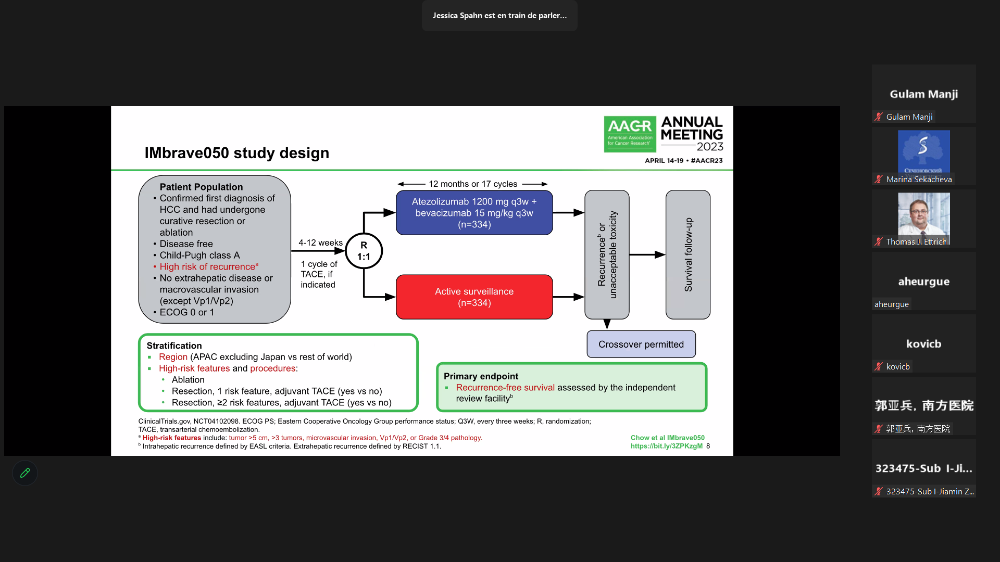 Jessica Spahn est en train de parler...
AACR
American Association
for Cancer Research®
ANNUAL
MEETING
2023
APRIL 14-19 • #AACR23
IMbrave050 study design
Patient Population
• Confirmed first diagnosis of
HCC and had undergone
curative resection or
ablation
• Disease free
• Child-Pugh class A
• High risk of recurrenceᵃ
• No extrahepatic disease or
macrovascular invasion
(except Vp1/Vp2)
• ECOG 0 or 1
4-12 weeks
1 cycle of
TACE, if
indicated
R
1:1
12 months or 17 cycles
Atezolizumab 1200 mg q3w +
bevacizumab 15 mg/kg q3w
(n=334)
Active surveillance
(n=334)
Recurrenceᵇ or
unacceptable toxicity
Survival follow-up
Crossover permitted
Stratification
▪ Region (APAC excluding Japan vs rest of world)
▪ High-risk features and procedures:
• Ablation
• Resection, 1 risk feature, adjuvant TACE (yes vs no)
• Resection, ≥2 risk features, adjuvant TACE (yes vs no)
Primary endpoint
▪ Recurrence-free survival assessed by the independent
review facilityᵇ
ClinicalTrials.gov, NCT04102098. ECOG PS; Eastern Cooperative Oncology Group performance status; Q3W, every three weeks; R, randomization;
TACE, transarterial chemoembolization.
ᵃ High-risk features include: tumor >5 cm, >3 tumors, microvascular invasion, Vp1/Vp2, or Grade 3/4 pathology.
ᵇ Intrahepatic recurrence defined by EASL criteria. Extrahepatic recurrence defined by RECIST 1.1.
Chow et al IMbrave050
https://bit.ly/3ZPKzgM 8
Gulam Manji
Gulam Manji
Сеченовский
Marina Sekacheva
Thomas J. Ettrich
aheurgue
aheurgue
kovicb
kovicb
郭亚兵, 南方医院
郭亚兵, 南方医院
323475-Sub I-Ji...
323475-Sub I-Jiamin Z...